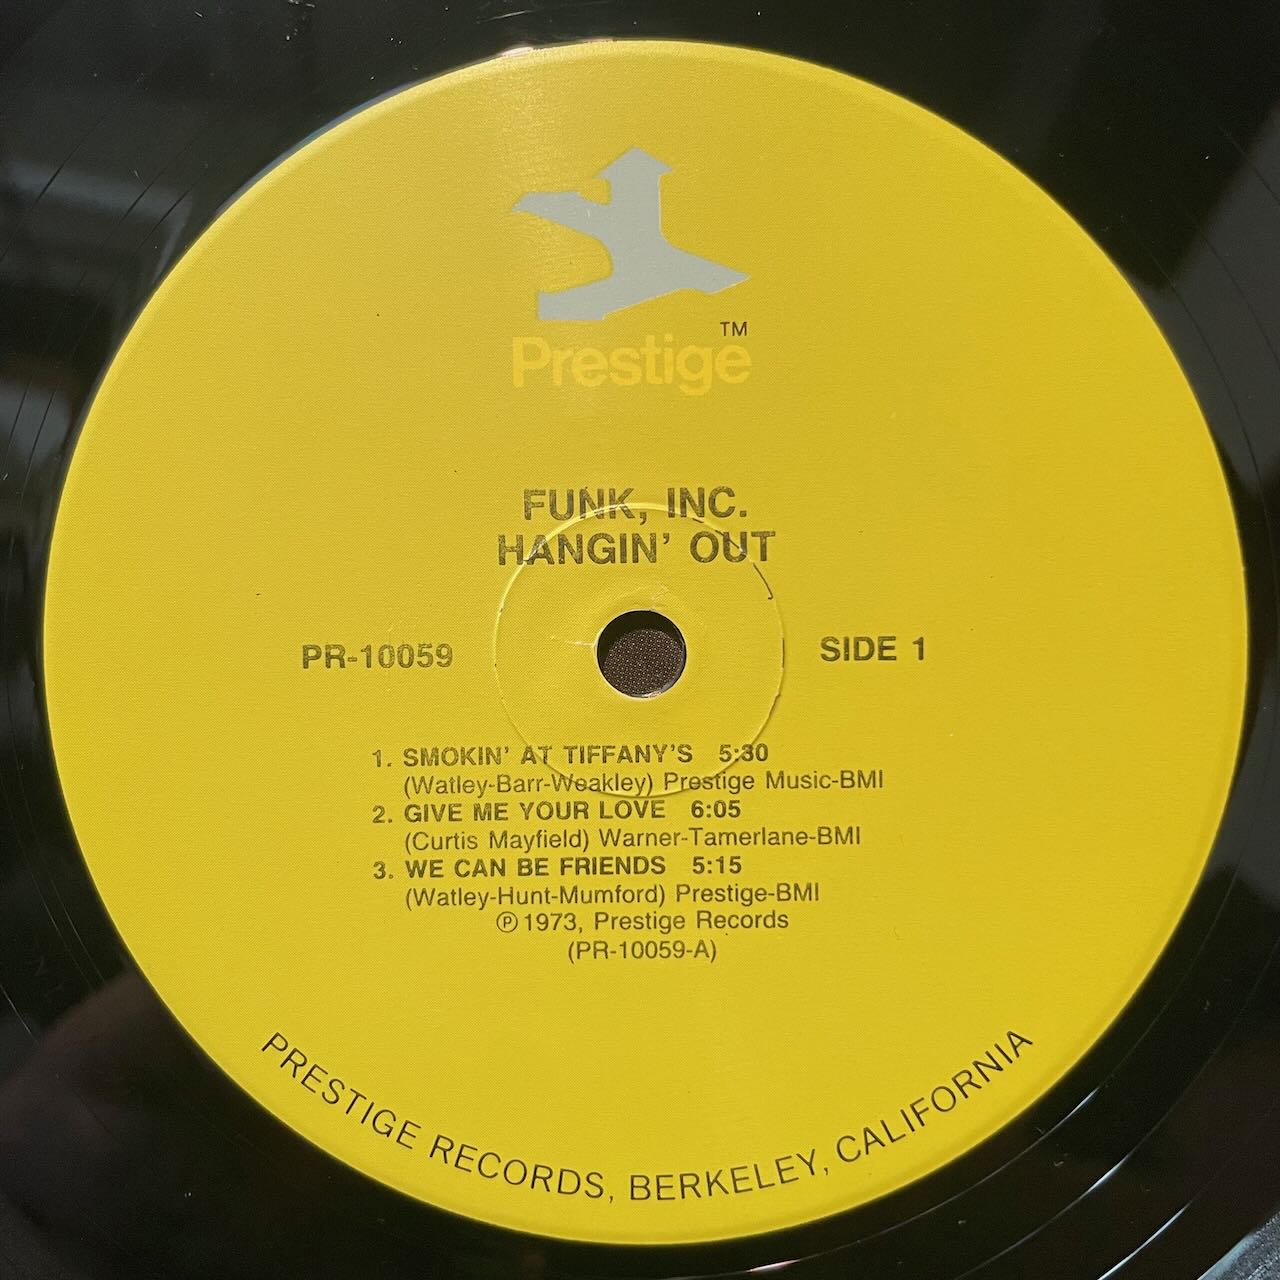 TM
Prestige
FUNK, INC.
HANGIN' OUT
PR-10059
SIDE 1
1. SMOKIN' AT TIFFANY'S 5:30
(Watley-Barr-Weakley) Prestige Music-BMI
2. GIVE ME YOUR LOVE 6:05
(Curtis Mayfield) Warner-Tamerlane-BMI
3. WE CAN BE FRIENDS 5:15
(Watley-Hunt-Mumford) Prestige-BMI
℗ 1973, Prestige Records
(PR-10059-A)
PRESTIGE RECORDS, BERKELEY, CALIFORNIA